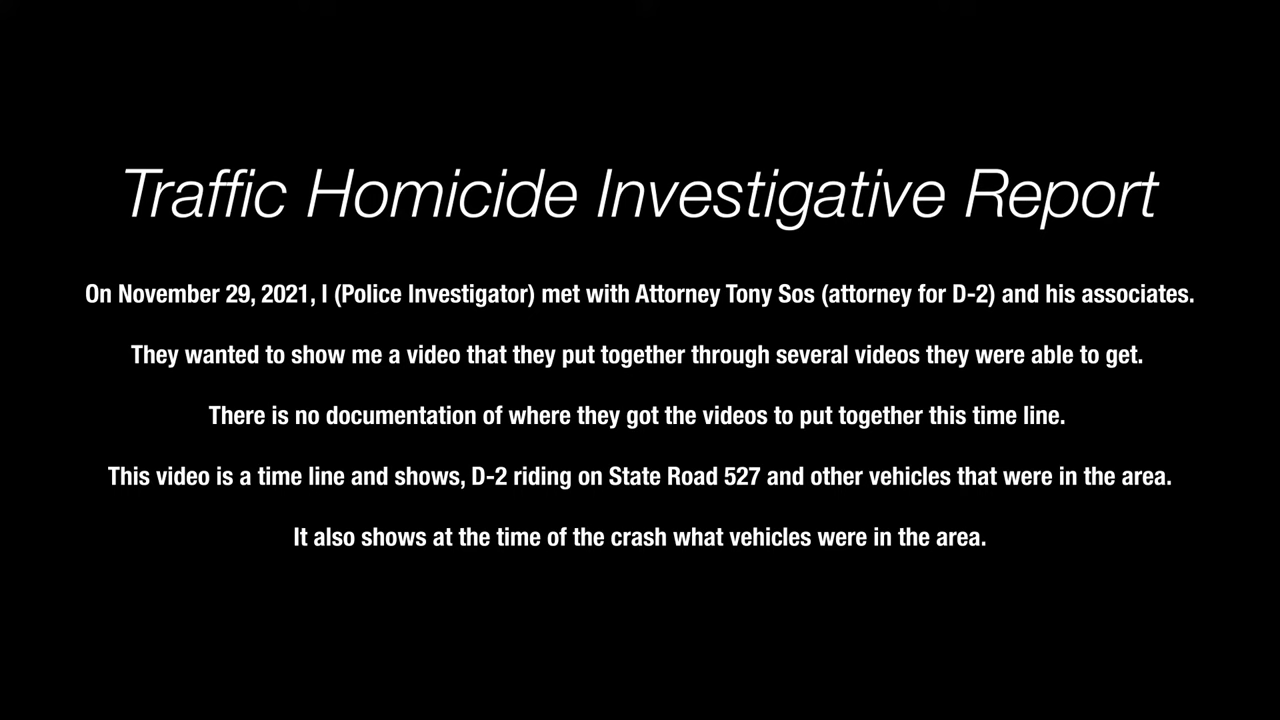 Traffic Homicide Investigative Report
On November 29, 2021, I (Police Investigator) met with Attorney Tony Sos (attorney for D-2) and his associates.
They wanted to show me a video that they put together through several videos they were able to get.
There is no documentation of where they got the videos to put together this time line.
This video is a time line and shows, D-2 riding on State Road 527 and other vehicles that were in the area.
It also shows at the time of the crash what vehicles were in the area.